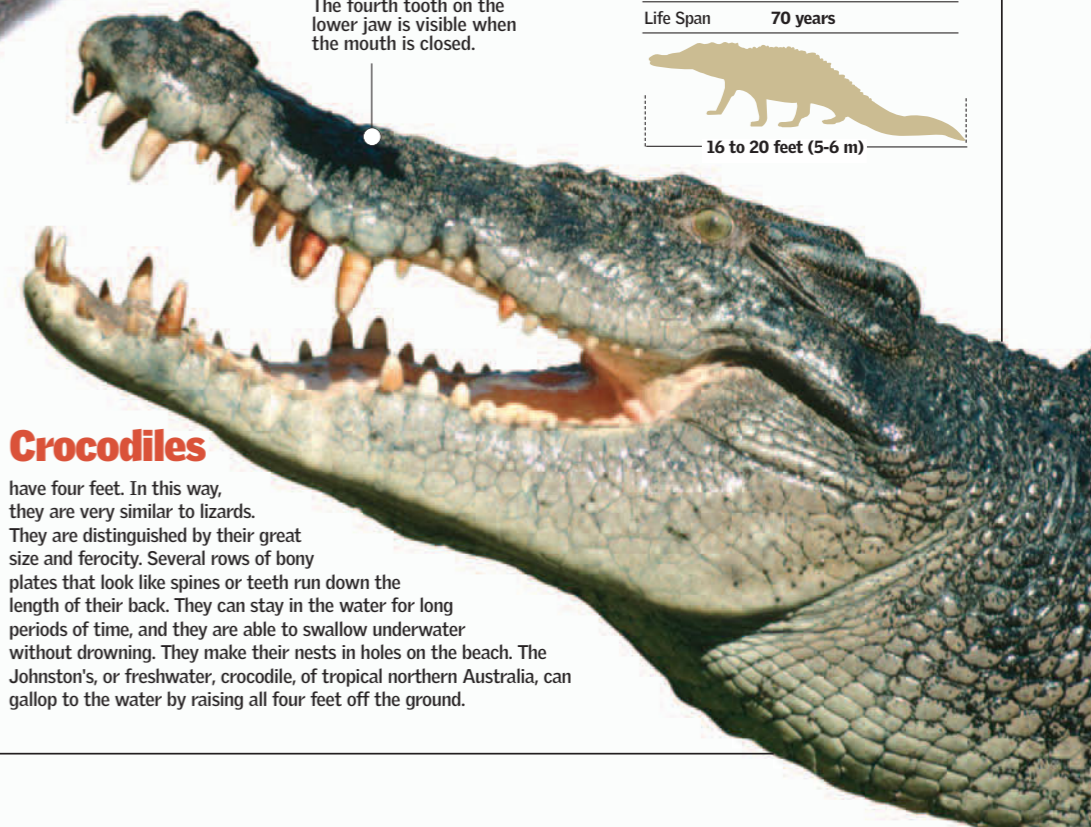 The fourth tooth on the
lower jaw is visible when
the mouth is closed.
Life Span 70 years
16 to 20 feet (5-6 m)
Crocodiles
have four feet. In this way,
they are very similar to lizards.
They are distinguished by their great
size and ferocity. Several rows of bony
plates that look like spines or teeth run down the
length of their back. They can stay in the water for long
periods of time, and they are able to swallow underwater
without drowning. They make their nests in holes on the beach. The
Johnston's, or freshwater, crocodile, of tropical northern Australia, can
gallop to the water by raising all four feet off the ground.